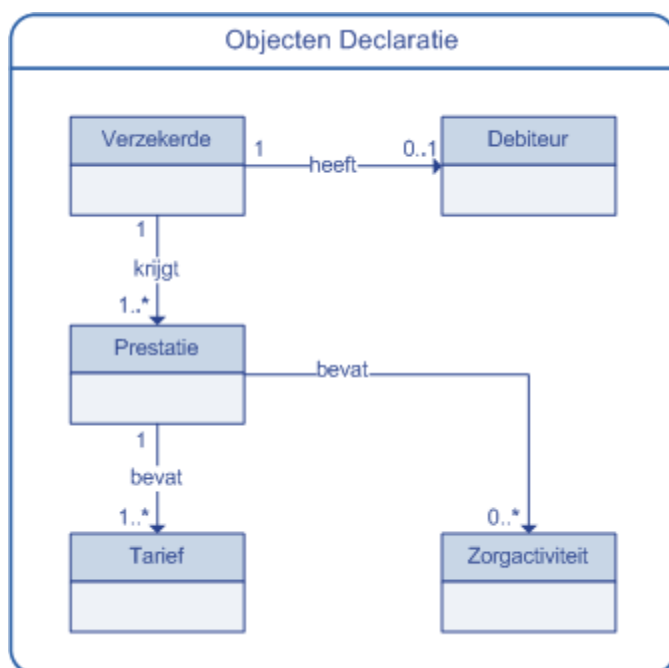 Objecten Declaratie
Verzekerde
Debiteur
1
0..1
heeft
1
krijgt
1..*
Prestatie
bevat
1
bevat
1..*
0..*
Tarief
Zorgactiviteit